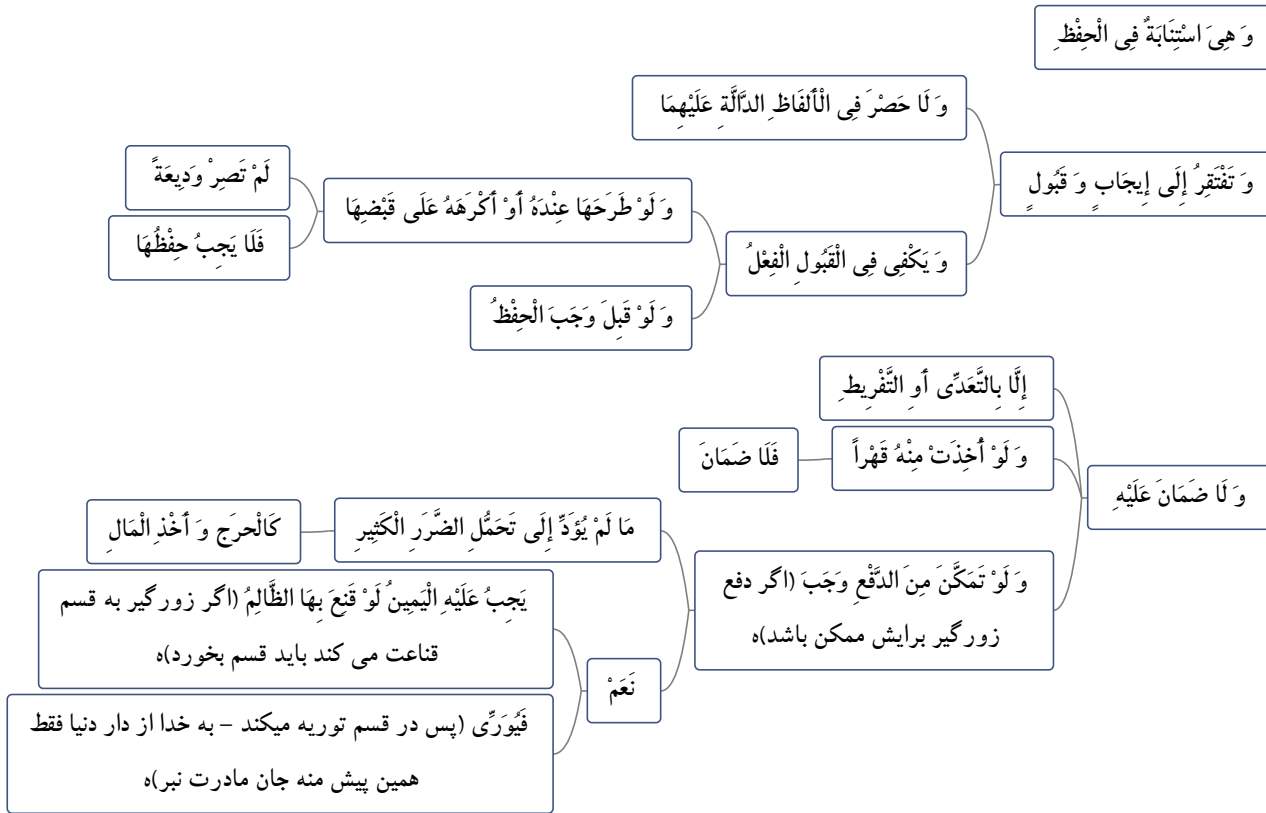 وَ هِیَ اسْتِنَابَةٌ فِی الْحِفْظِ
وَ تَفْتَقِرُ إِلَی إِیجَابٍ وَ قَبُولٍ
وَ لَا حَصْرَ فِی الْأَلْفَاظِ الدَّالَّةِ عَلَیْهِمَا
وَ یَکْفِی فِی الْقَبُولِ الْفِعْلُ
وَ لَوْ طَرَحَهَا عِنْدَهُ أَوْ أَکْرَهَهُ عَلَی قَبْضِهَا
لَمْ تَصِرْ وَدِیعَةً
فَلَا یَجِبُ حِفْظُهَا
وَ لَوْ قَبِلَ وَجَبَ الْحِفْظُ
وَ لَا ضَمَانَ عَلَیْهِ
إِلَّا بِالتَّعَدِّی أَوِ التَّفْرِیطِ
وَ لَوْ أُخِذَتْ مِنْهُ قَهْراً
فَلَا ضَمَانَ
وَ لَوْ تَمَکَّنَ مِنَ الدَّفْعِ وَجَبَ (اگر دفع
زورگیر برایش ممکن باشد)ه
مَا لَمْ یُؤَدِّ إِلَی تَحَمُّلِ الضَّرَرِ الْکَثِیرِ
کَالْحرَجِ وَ أَخْذِ الْمَالِ
نَعَمْ
یَجِبُ عَلَیْهِ الْیَمِینُ لَوْ قَنِعَ بِهَا الظَّالِمُ (اگر زورگیر به قسم
قناعت می کند باید قسم بخورد)ه
فَیُوَرِّی (پس در قسم توریه میکند – به خدا از دار دنیا فقط
همین پیش منه جان مادرت نبر)ه